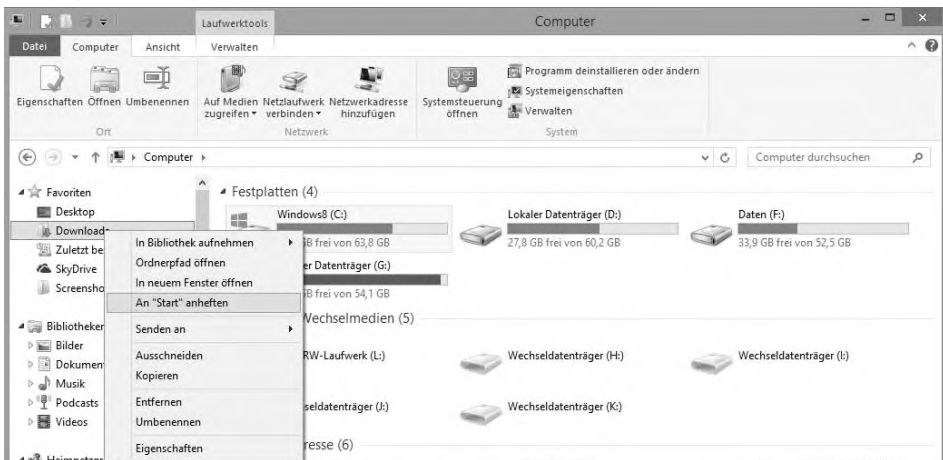 Laufwerktools
Computer
Datei Computer Ansicht Verwalten
Eigenschaften Öffnen Umbenennen
Auf Medien zugreifen
Netzlaufwerk verbinden
Netzwerkadresse hinzufügen
Systemsteuerung öffnen
Programm deinstallieren oder ändern
Systemeigenschaften
Verwalten
Ort Netzwerk System
Computer
Computer durchsuchen
Favoriten
Desktop
Downloads
Zuletzt be
SkyDrive
Screensho
Bibliotheken
Bilder
Dokumen
Musik
Podcasts
Videos
In Bibliothek aufnehmen
Ordnerpfad öffnen
In neuem Fenster öffnen
An "Start" anheften
Senden an
Ausschneiden
Kopieren
Entfernen
Umbenennen
Eigenschaften
Festplatten (4)
Windows8 (C:)
GB frei von 63,8 GB
Lokaler Datenträger (D:)
27,8 GB frei von 60,2 GB
Daten (F:)
33,9 GB frei von 52,5 GB
er Datenträger (G:)
GB frei von 54,1 GB
Wechselmedien (5)
RW-Laufwerk (L:)
Wechseldatenträger (H:)
Wechseldatenträger (I:)
seldatenträger (J:)
Wechseldatenträger (K:)
resse (6)